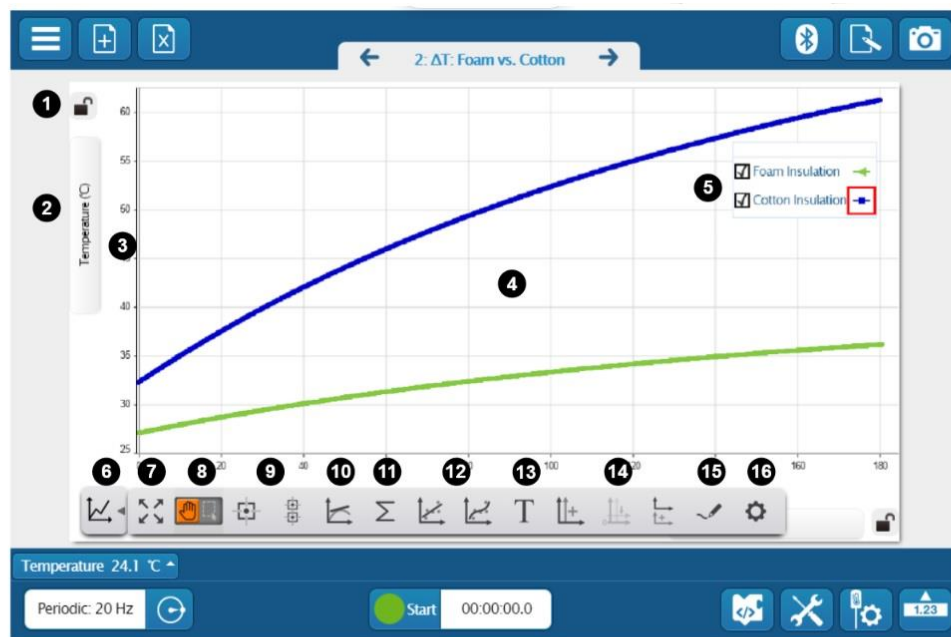 2: ΔT: Foam vs. Cotton
1
2
3
4
5
Temperature (℃)
60
55
50
45
40
35
30
25
Foam Insulation
Cotton Insulation
0 20 40 100 160 180
6 7 8 9 10 11 12 13 14 15 16
Σ T
Temperature 24.1 ℃
Periodic: 20 Hz
Start 00:00:00.0
1.23